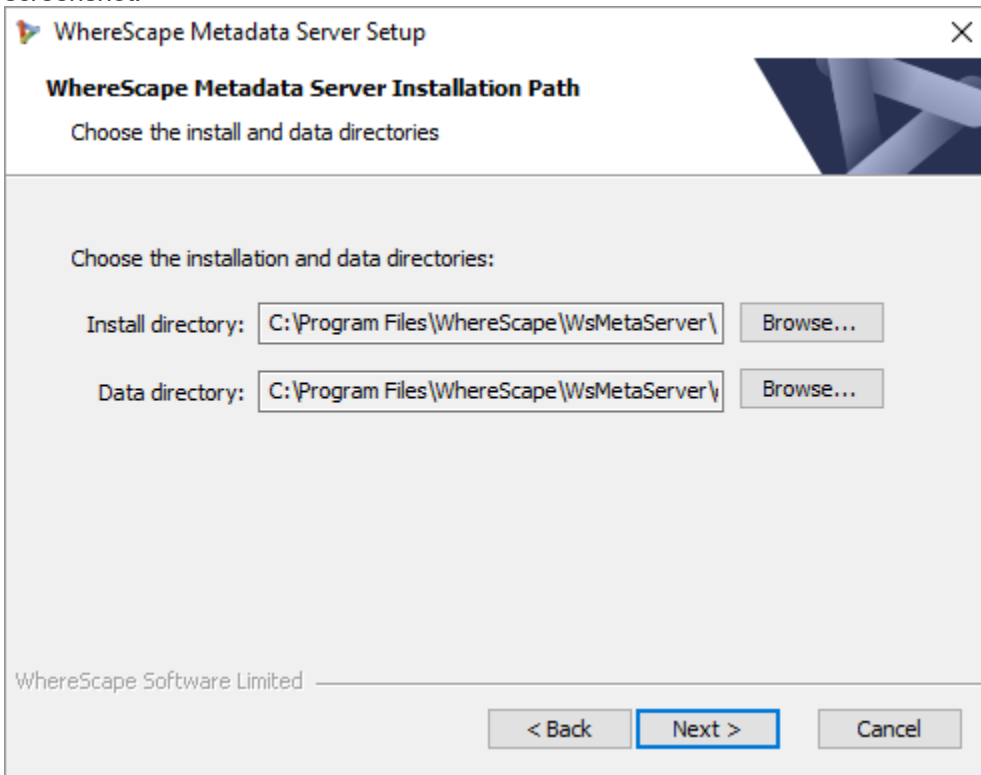 WhereScape Metadata Server Setup
WhereScape Metadata Server Installation Path
Choose the install and data directories
Choose the installation and data directories:
Install directory: C:\Program Files\WhereScape\WsMetaServer\ Browse...
Data directory: C:\Program Files\WhereScape\WsMetaServer\ Browse...
WhereScape Software Limited
< Back Next > Cancel